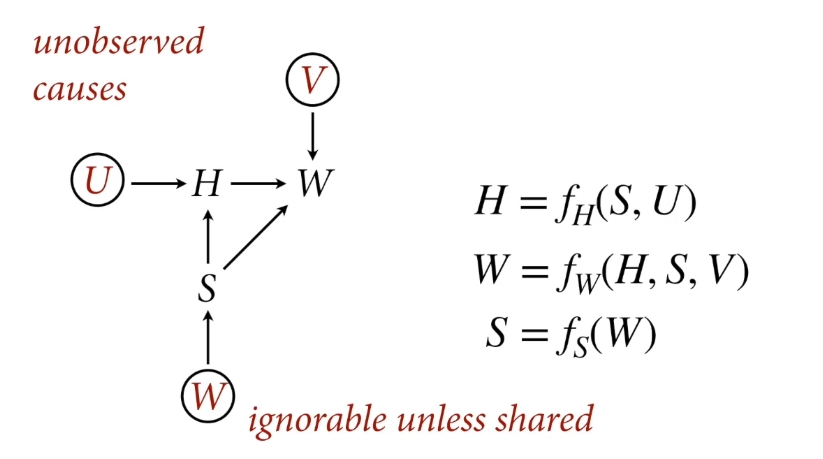 unobserved
causes
V
U
H
W
S
W
ignorable unless shared
H = f_H(S, U)
W = f_W(H, S, V)
S = f_S(W)